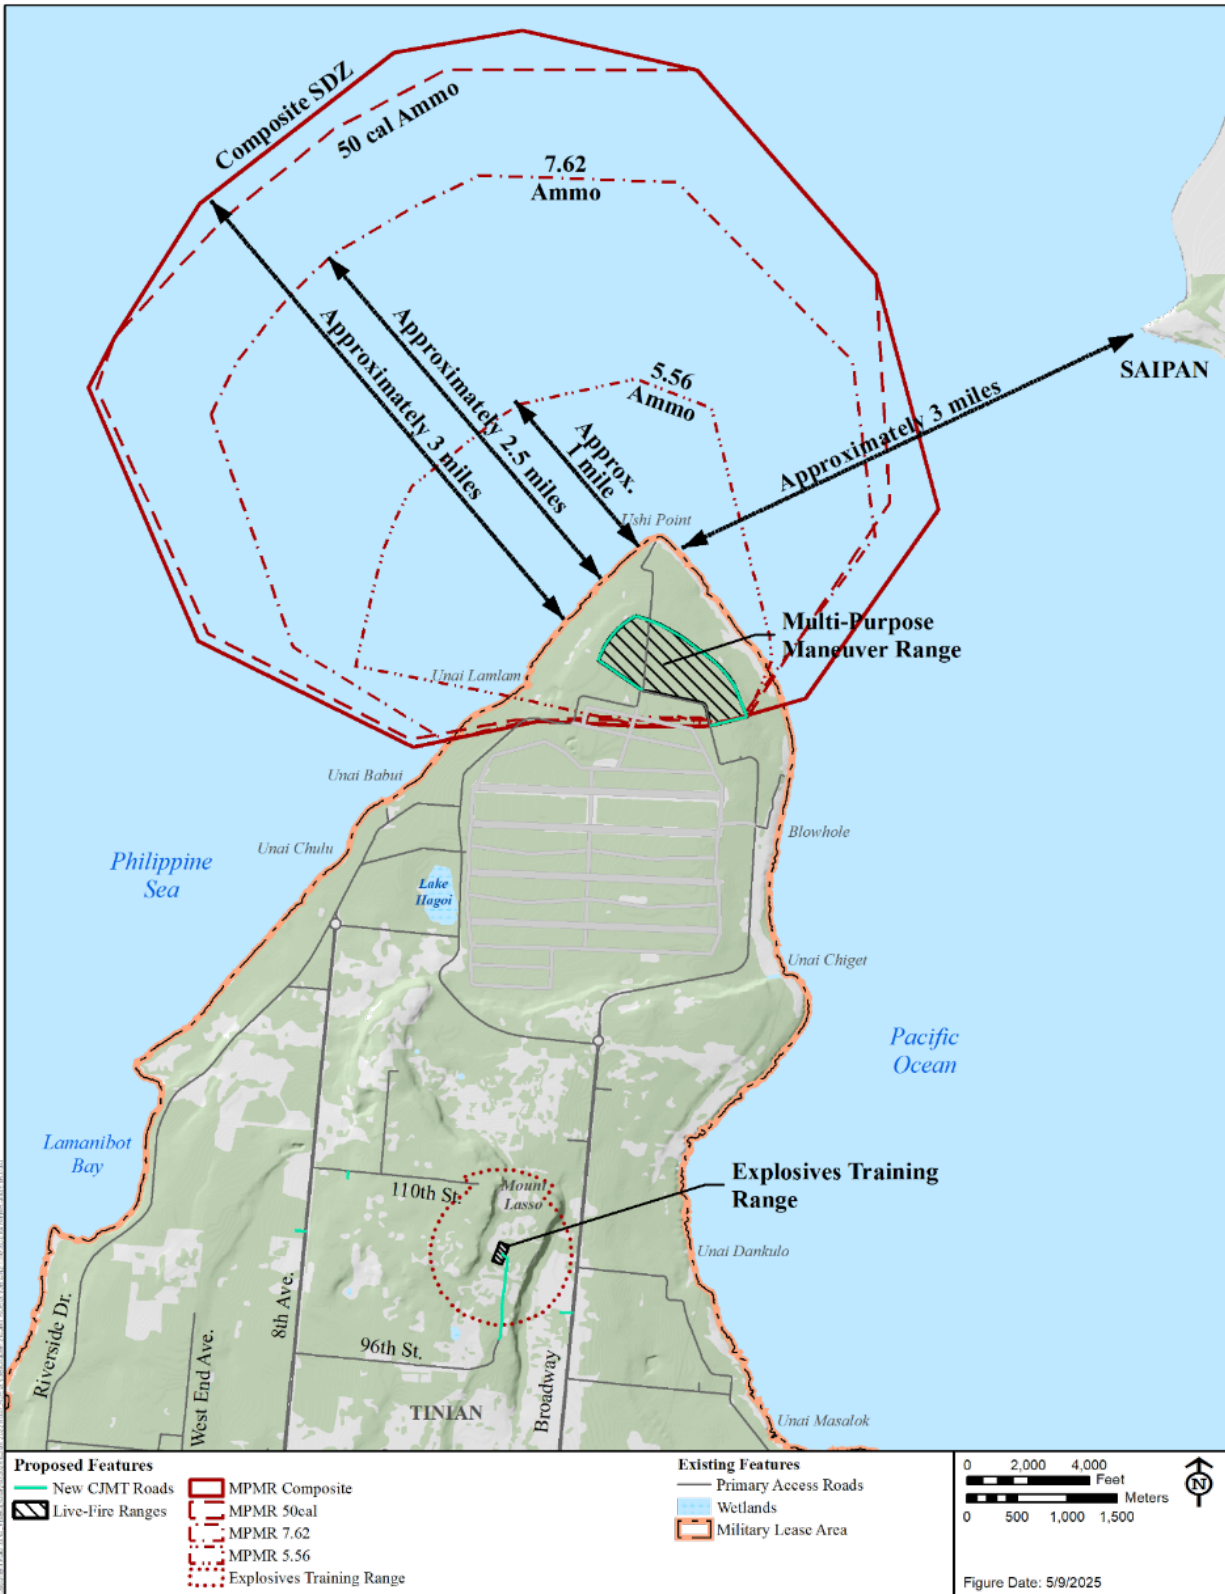 Composite SDZ
50 cal Ammo
7.62
Ammo
5.56
Ammo
Approximately 3 miles
Approximately 2.5 miles
Approx.
1 mile
Approximately 3 miles
SAIPAN
Ushi Point
Multi-Purpose
Maneuver Range
Unai Lamlam
Unai Babui
Unai Chulu
Blowhole
Philippine
Sea
Lake
Hagoi
Unai Chiget
Pacific
Ocean
Lamanibot
Bay
110th St.
Mount
Lasso
Explosives Training
Range
Unai Dankulo
Riverside Dr.
West End Ave.
8th Ave.
96th St.
Broadway
TINIAN
Unai Masalok
Proposed Features
New CJMT Roads
Live-Fire Ranges
MPMR Composite
MPMR 50cal
MPMR 7.62
MPMR 5.56
Explosives Training Range
Existing Features
Primary Access Roads
Wetlands
Military Lease Area
0 2,000 4,000
Feet
Meters
0 500 1,000 1,500
N
Figure Date: 5/9/2025